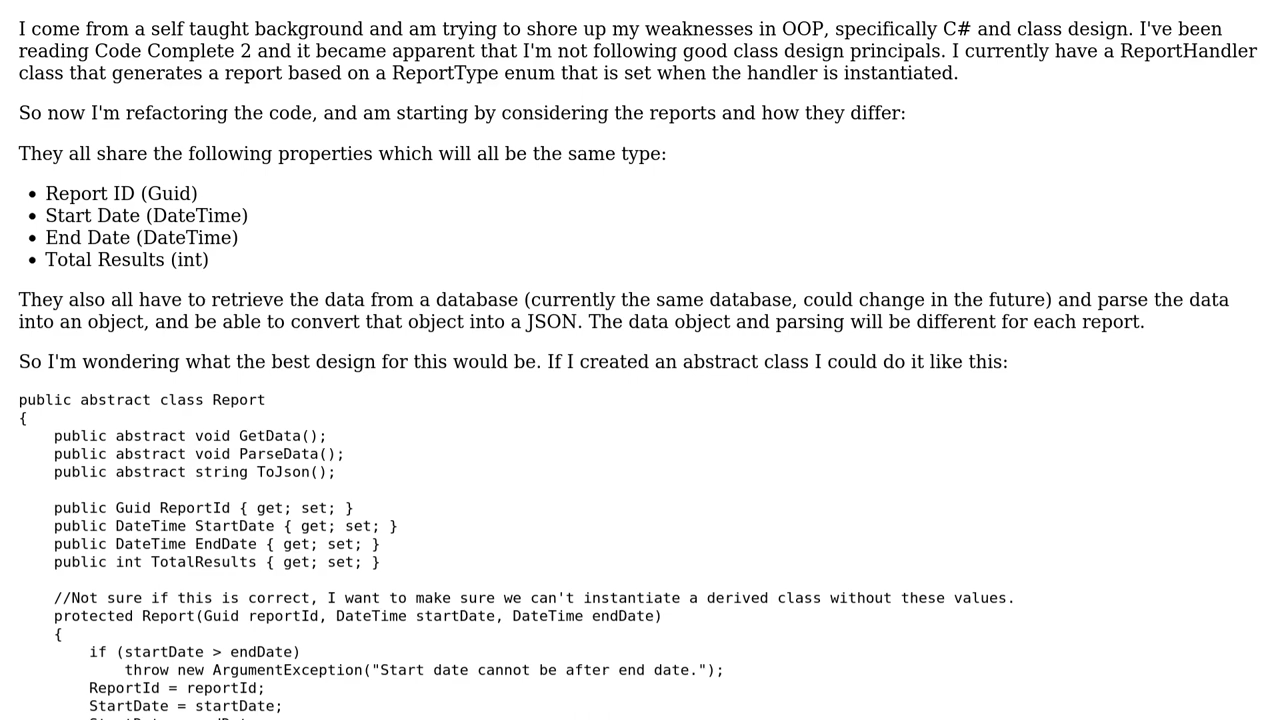 I come from a self taught background and am trying to shore up my weaknesses in OOP, specifically C# and class design. I've been
reading Code Complete 2 and it became apparent that I'm not following good class design principals. I currently have a ReportHandler
class that generates a report based on a ReportType enum that is set when the handler is instantiated.
So now I'm refactoring the code, and am starting by considering the reports and how they differ:
They all share the following properties which will all be the same type:
• Report ID (Guid)
• Start Date (DateTime)
• End Date (DateTime)
• Total Results (int)
They also all have to retrieve the data from a database (currently the same database, could change in the future) and parse the data
into an object, and be able to convert that object into a JSON. The data object and parsing will be different for each report.
So I'm wondering what the best design for this would be. If I created an abstract class I could do it like this:
public abstract class Report
{
    public abstract void GetData();
    public abstract void ParseData();
    public abstract string ToJson();
    public Guid ReportId { get; set; }
    public DateTime StartDate { get; set; }
    public DateTime EndDate { get; set; }
    public int TotalResults { get; set; }
    //Not sure if this is correct, I want to make sure we can't instantiate a derived class without these values.
    protected Report(Guid reportId, DateTime startDate, DateTime endDate)
    {
        if (startDate > endDate)
            throw new ArgumentException("Start date cannot be after end date.");
        ReportId = reportId;
        StartDate = startDate;